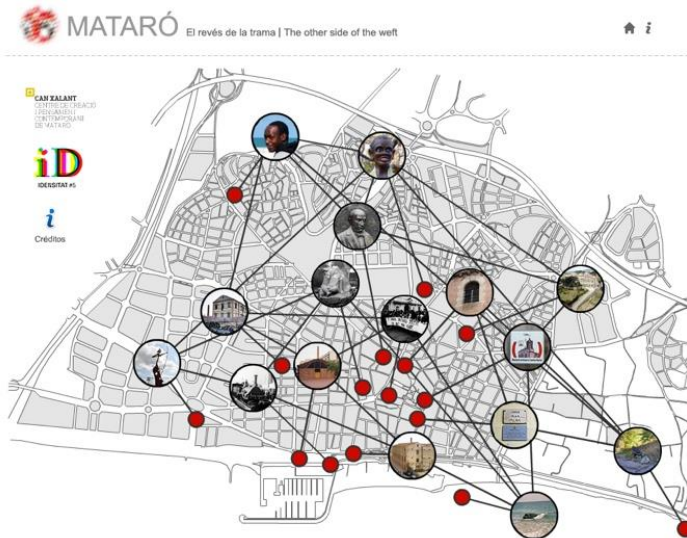 MATARÓ El revés de la trama | The other side of the weft
i
CAN XALANT
CENTRE DE CREACIÓ
I PENSAMENT
CONTEMPORANI
DE MATARÓ
iD
IDENSITAT #5
i
Créditos